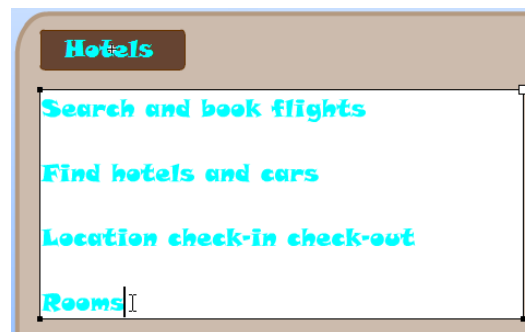 Hotels
Search and book flights
Find hotels and cars
Location check-in check-out
Rooms